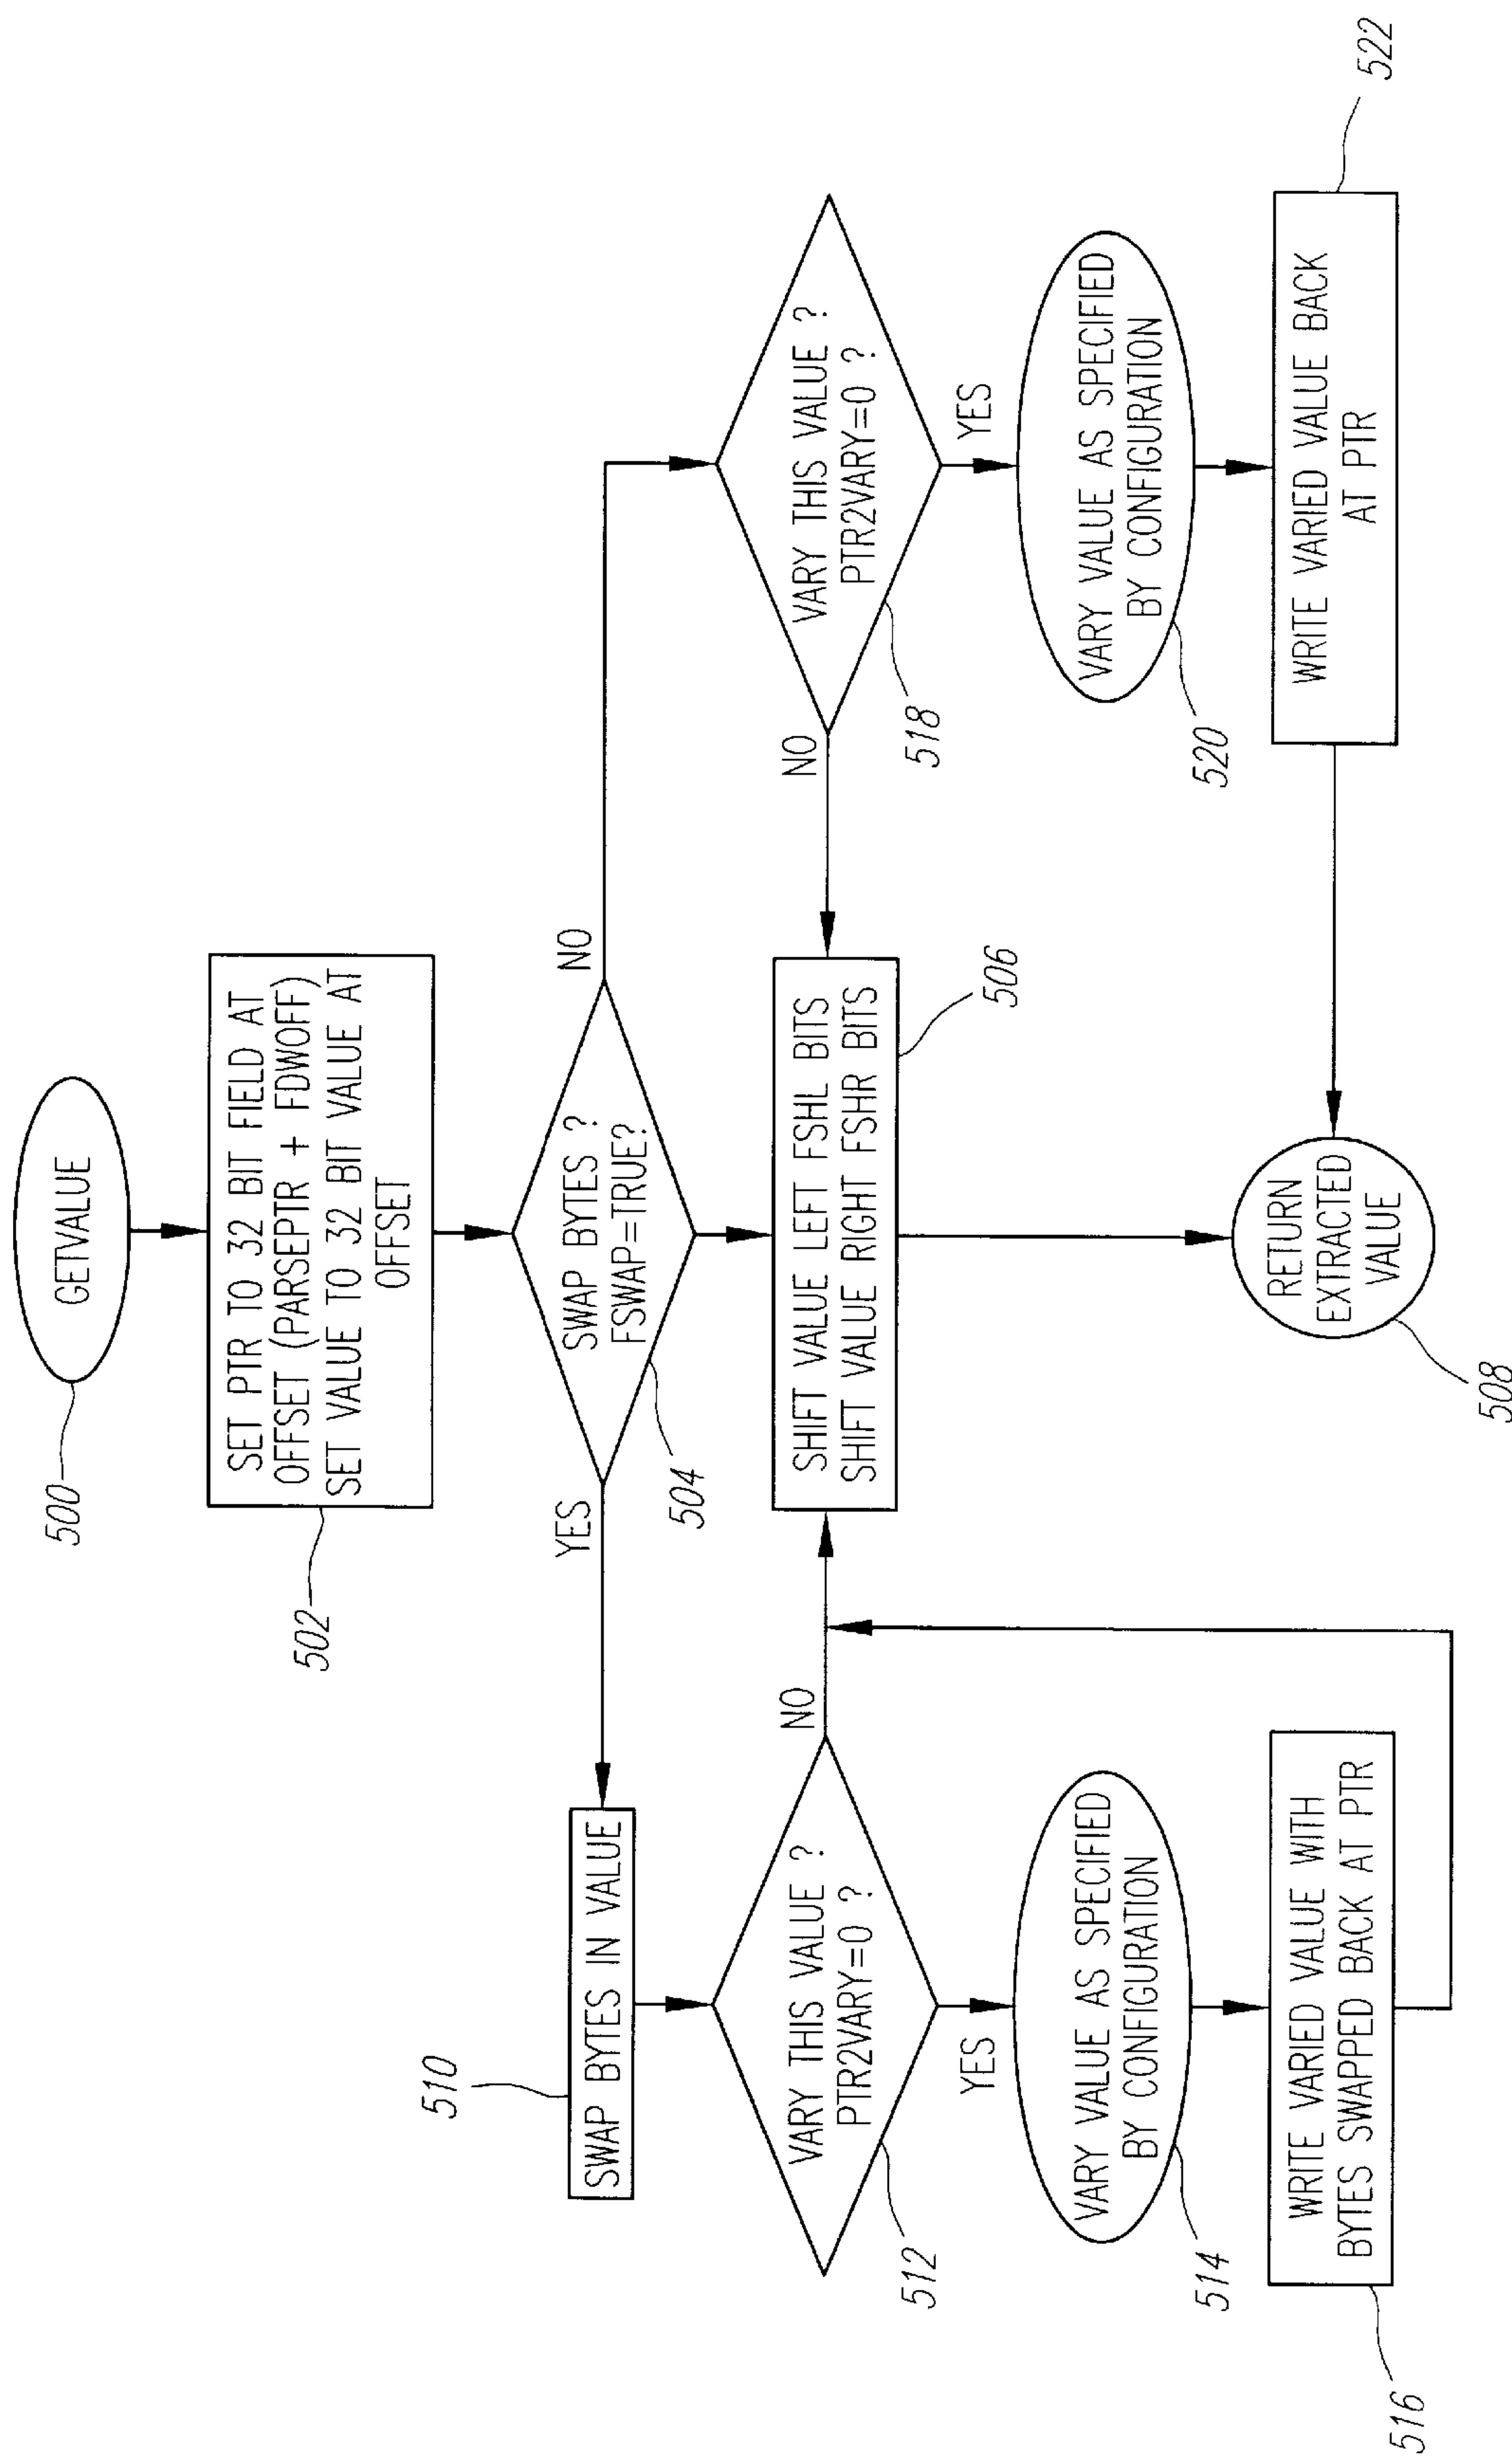 GETVALUE
500
SET PTR TO 32 BIT FIELD AT
OFFSET (PARSEPTR + FDWOFF)
SET VALUE TO 32 BIT VALUE AT
OFFSET
502
SWAP BYTES ?
FSWAP=TRUE?
504
YES
NO
510
SWAP BYTES IN VALUE
VARY THIS VALUE ?
PTR2VARY=0 ?
512
NO
YES
SHIFT VALUE LEFT FSHL BITS
SHIFT VALUE RIGHT FSHR BITS
506
VARY THIS VALUE ?
PTR2VARY=0 ?
518
NO
YES
VARY VALUE AS SPECIFIED
BY CONFIGURATION
514
VARY VALUE AS SPECIFIED
BY CONFIGURATION
520
WRITE VARIED VALUE WITH
BYTES SWAPPED BACK AT PTR
516
RETURN
EXTRACTED
VALUE
508
WRITE VARIED VALUE BACK
AT PTR
522